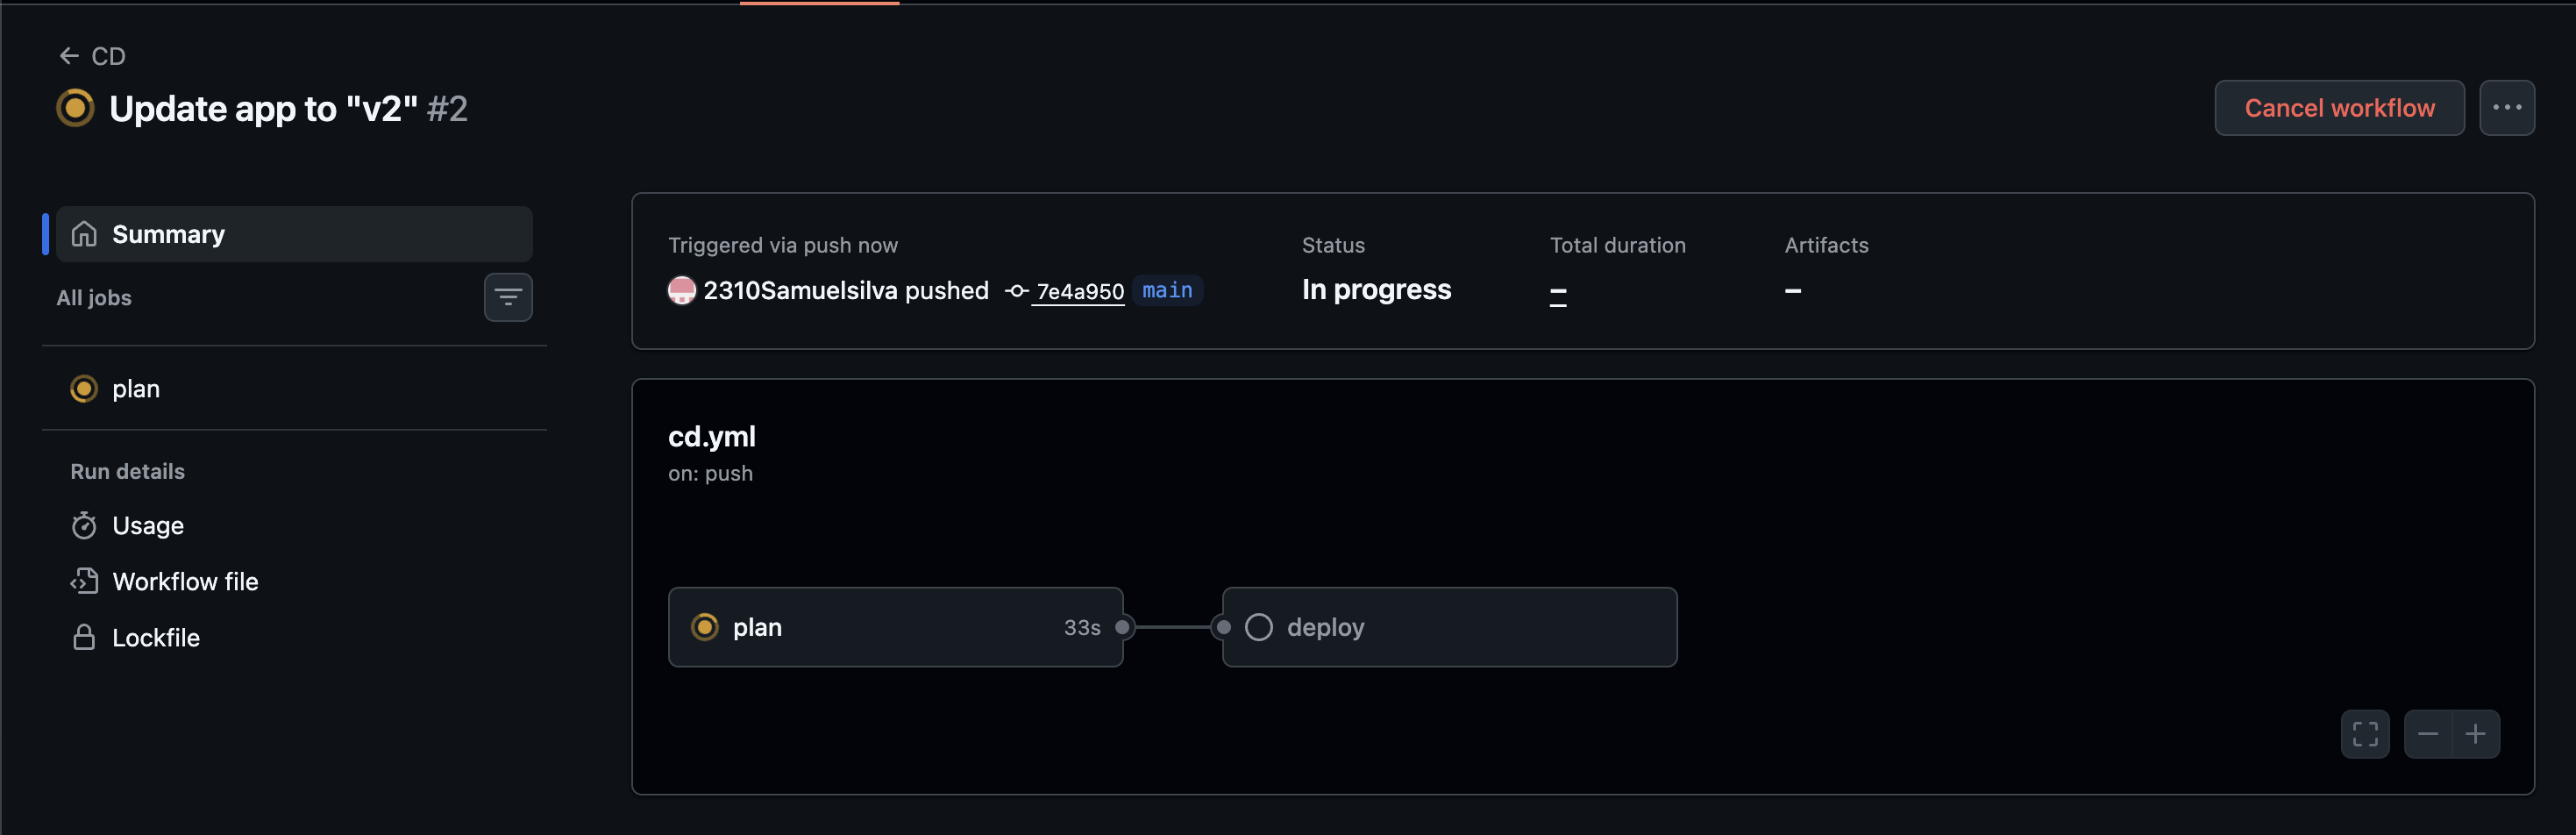 CD
Update app to "v2" #2
Cancel workflow
Summary
All jobs
plan
Run details
Usage
Workflow file
Lockfile
Triggered via push now
2310Samuelsilva pushed 7e4a950 main
Status
In progress
Total duration
–
Artifacts
–
cd.yml
on: push
plan 33s
deploy